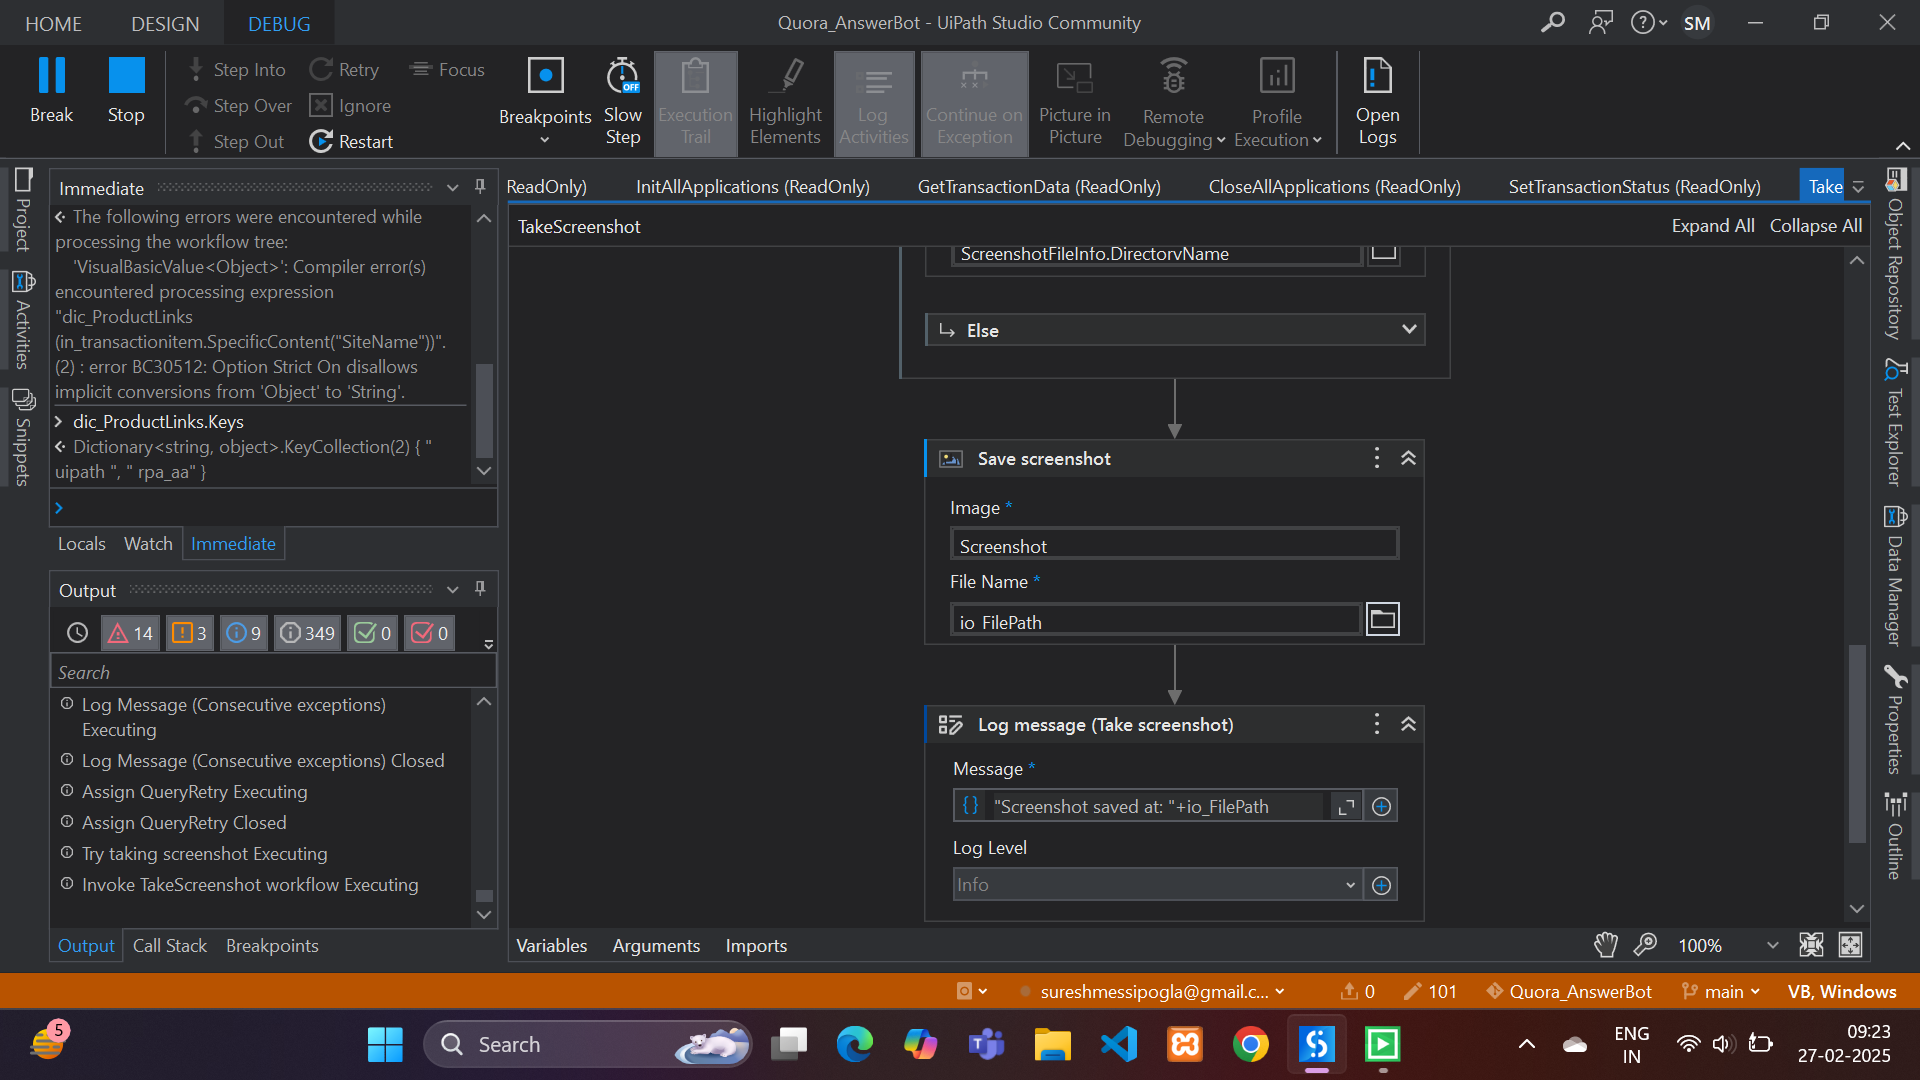 HOME
DESIGN
DEBUG
Quora_AnswerBot - UiPath Studio Community
SM
Break
Stop
Step Into
Step Over
Step Out
Retry
Ignore
Restart
Focus
Breakpoints
Slow
Step
OFF
Execution
Trail
Highlight
Elements
Log
Activities
Continue on
Exception
Picture in
Picture
Remote
Debugging
Profile
Execution
Open
Logs
Project
Activities
Snippets
Immediate
The following errors were encountered while
processing the workflow tree:
'VisualBasicValue<Object>': Compiler error(s)
encountered processing expression
"dic_ProductLinks
(in_transactionitem.SpecificContent("SiteName"))".
(2) : error BC30512: Option Strict On disallows
implicit conversions from 'Object' to 'String'.
dic_ProductLinks.Keys
Dictionary<string, object>.KeyCollection(2) { "
uipath ", " rpa_aa" }
Locals
Watch
Immediate
Output
14
3
9
349
0
0
Search
Log Message (Consecutive exceptions)
Executing
Log Message (Consecutive exceptions) Closed
Assign QueryRetry Executing
Assign QueryRetry Closed
Try taking screenshot Executing
Invoke TakeScreenshot workflow Executing
Output
Call Stack
Breakpoints
ReadOnly)
InitAllApplications (ReadOnly)
GetTransactionData (ReadOnly)
CloseAllApplications (ReadOnly)
SetTransactionStatus (ReadOnly)
Take
TakeScreenshot
Expand All
Collapse All
ScreenshotFileInfo.DirectoryName
Else
Save screenshot
Image *
Screenshot
File Name *
io_FilePath
Log message (Take screenshot)
Message *
"Screenshot saved at: "+io_FilePath
Log Level
Info
Variables
Arguments
Imports
100%
Object Repository
Test Explorer
Data Manager
Properties
Outline
sureshmessipogla@gmail.c...
0
101
Quora_AnswerBot
main
VB, Windows
5
Search
ENG
IN
09:23
27-02-2025